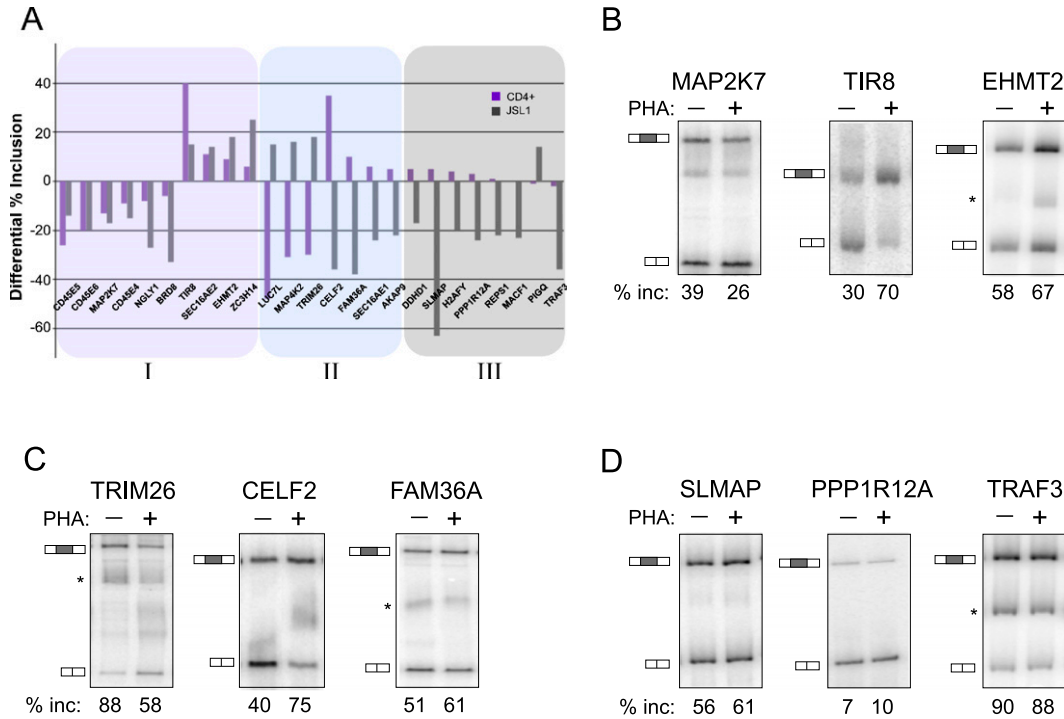 A
Differential % Inclusion
40
20
0
-20
-40
-60
CD4+
JSL1
CD45E5
CD45E6
MAP2K7
CD45E4
NGLY1
BRD8
TIR8
SEC16AE2
EHMT2
ZC3H14
LUC7L
MAP4K2
TRIM26
CELF2
FAM36A
SEC16AE1
AKAP9
DDHD1
SLMAP
H2AFY
PPP1R12A
REPS1
MACF1
PIGQ
TRAF3
I II III
B
MAP2K7 TIR8 EHMT2
PHA: – + – + – +
*
% inc: 39 26 30 70 58 67
C
TRIM26 CELF2 FAM36A
PHA: – + – + – +
* *
% inc: 88 58 40 75 51 61
D
SLMAP PPP1R12A TRAF3
PHA: – + – + – +
*
% inc: 56 61 7 10 90 88